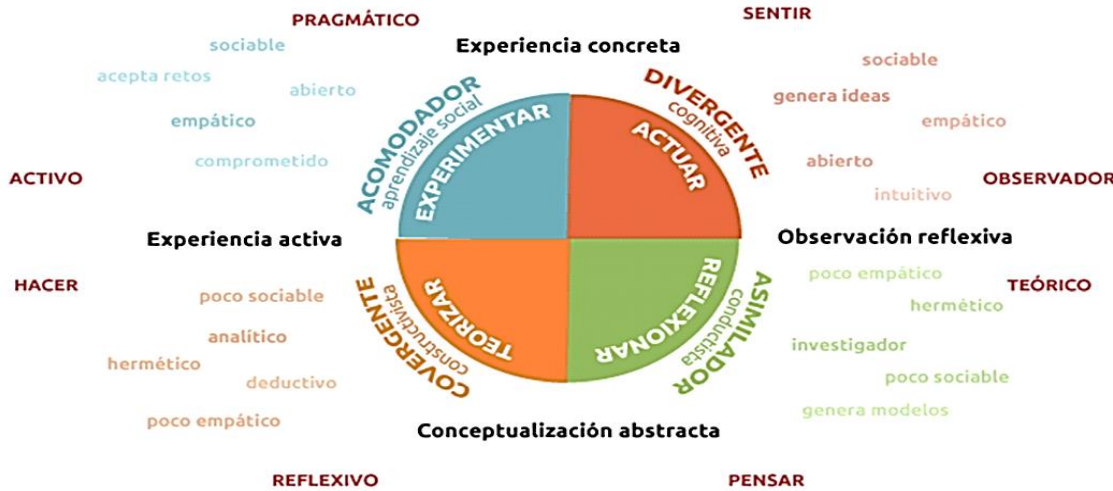 PRAGMÁTICO
SENTIR
Experiencia concreta
sociable
acepta retos
abierto
empático
comprometido
ACOMODADOR
aprendizaje social
EXPERIMENTAR
DIVERGENTE
cognitiva
ACTUAR
sociable
genera ideas
empático
abierto
intuitivo
ACTIVO
OBSERVADOR
Experiencia activa
Observación reflexiva
HACER
TEÓRICO
poco sociable
analítico
hermético
deductivo
poco empático
COVERGENTE
constructivista
TEORIZAR
REFLEXIONAR
ASIMILADOR
conductista
poco empático
hermético
investigador
poco sociable
genera modelos
Conceptualización abstracta
REFLEXIVO
PENSAR